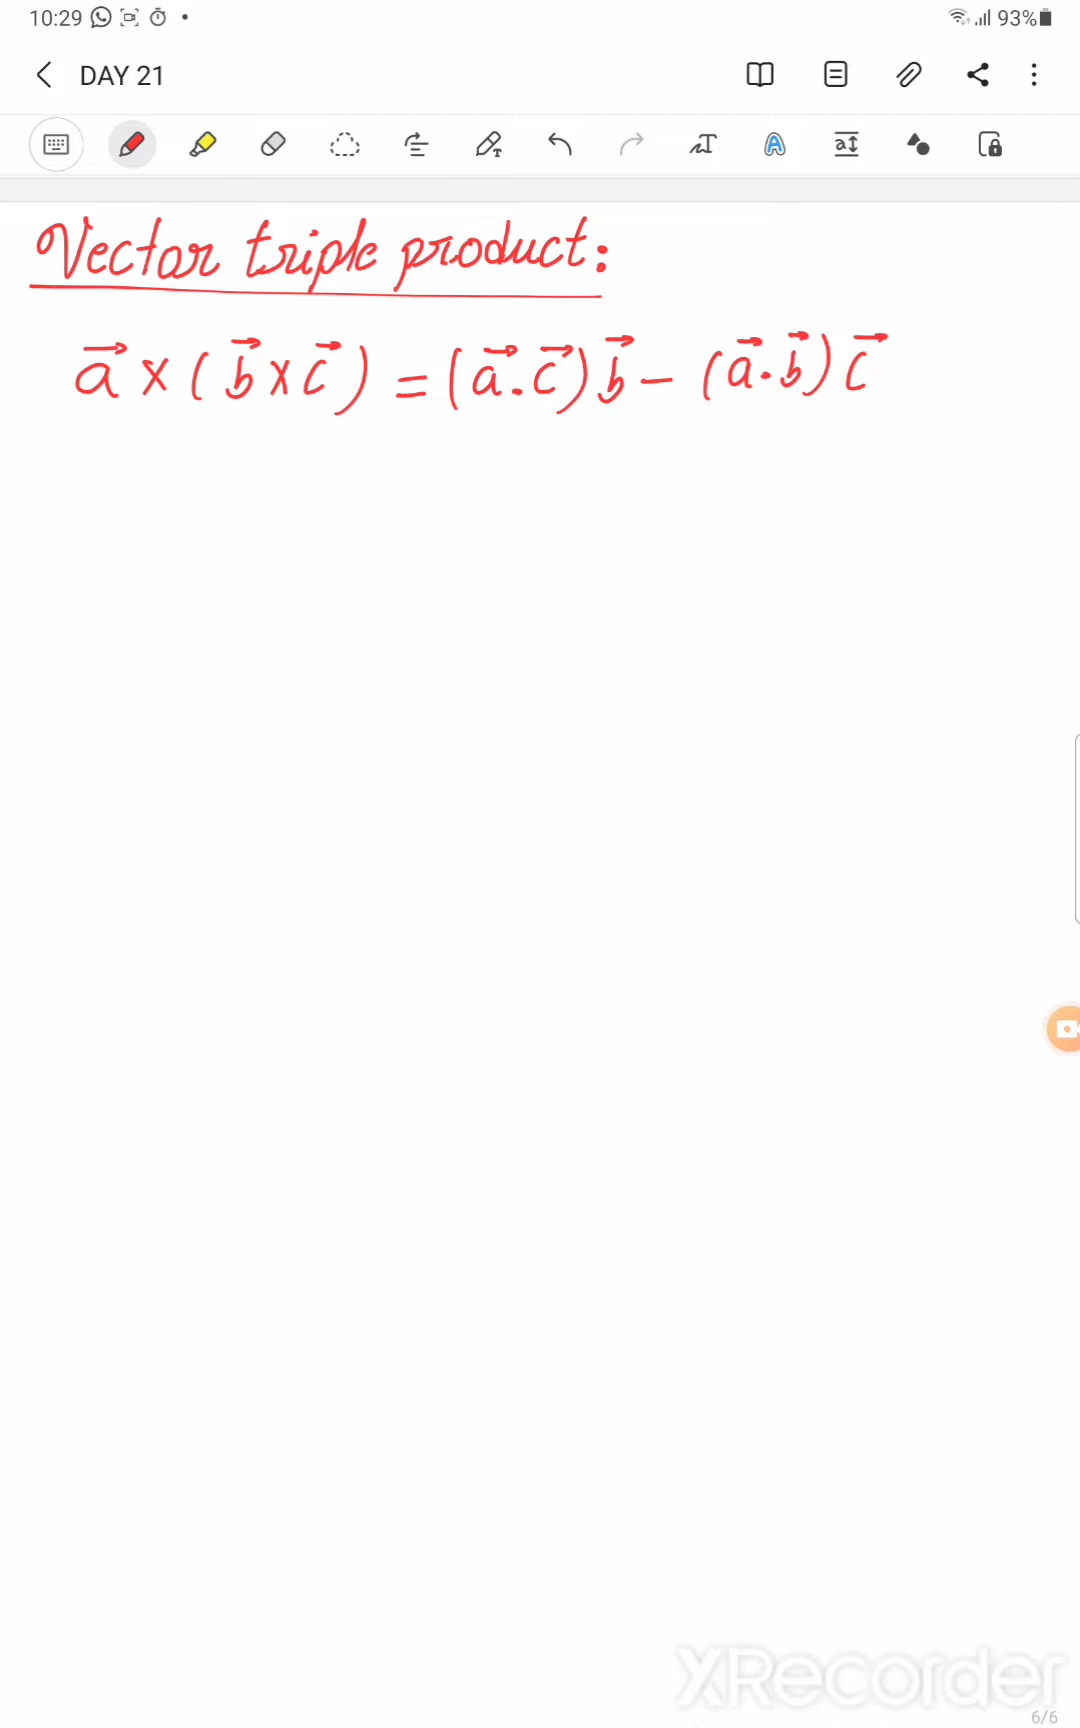 10:29 93%
DAY 21
Vector triple product:
a⃗ × (b⃗ × c⃗) = (a⃗ . c⃗) b⃗ − (a⃗ . b⃗) c⃗
XRecorder
6/6